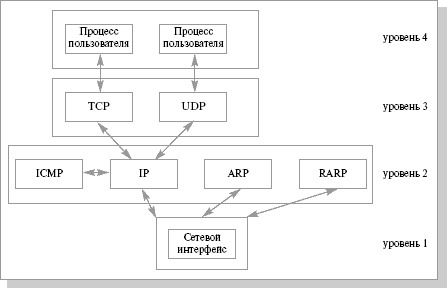 Процесс
пользователя
Процесс
пользователя
уровень 4
TCP
UDP
уровень 3
ICMP
IP
ARP
RARP
уровень 2
Сетевой
интерфейс
уровень 1